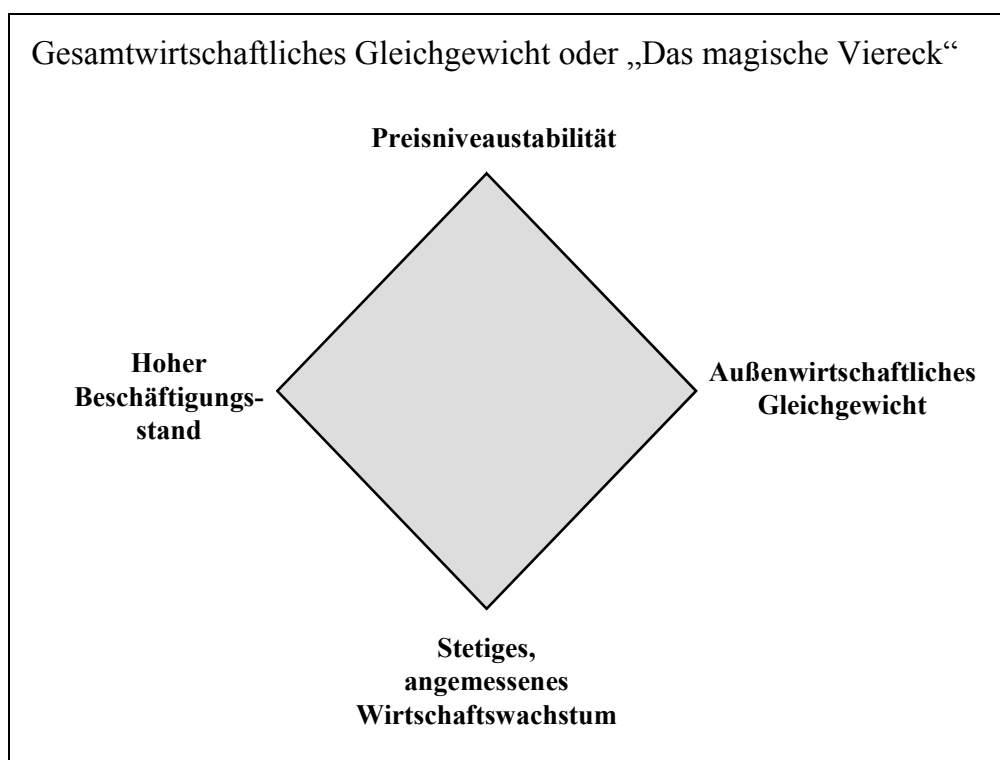 Gesamtwirtschaftliches Gleichgewicht oder „Das magische Viereck“
Preisniveaustabilität
Hoher
Beschäftigungs-
stand
Außenwirtschaftliches
Gleichgewicht
Stetiges,
angemessenes
Wirtschaftswachstum